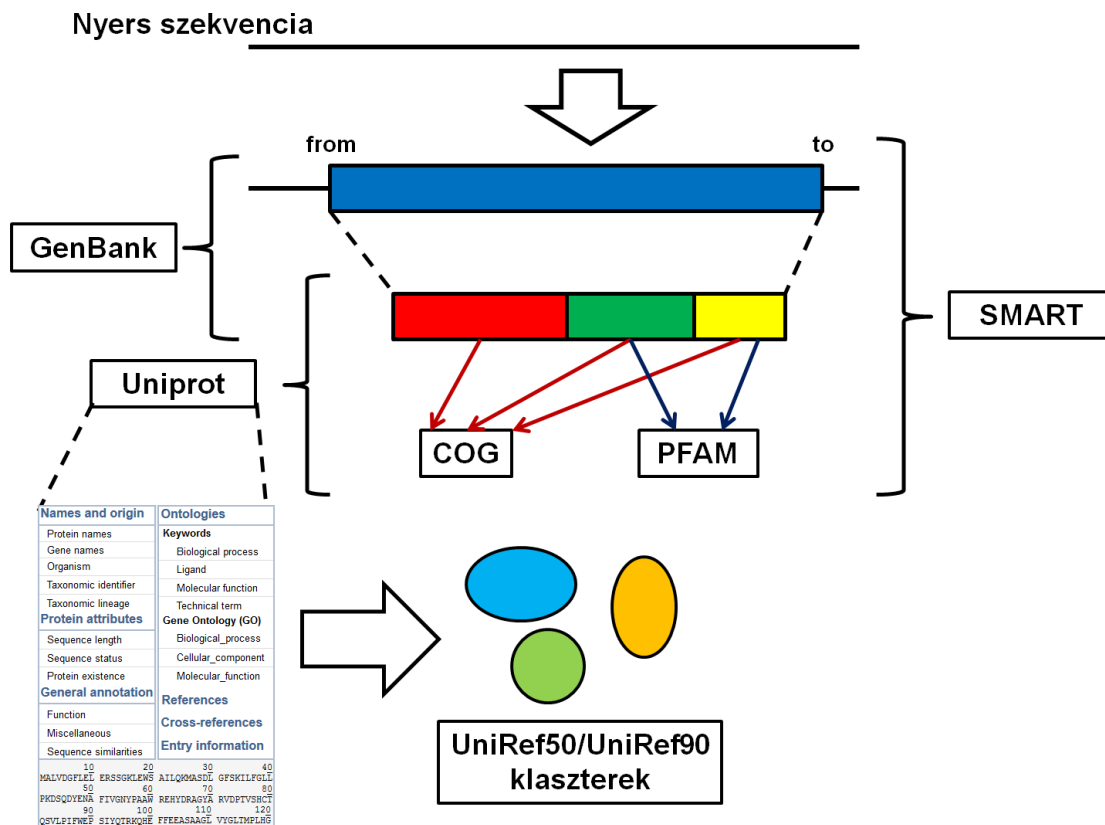 Nyers szekvencia
from
to
GenBank
SMART
Uniprot
COG
PFAM
Names and origin
Protein names
Gene names
Organism
Taxonomic identifier
Taxonomic lineage
Protein attributes
Sequence length
Sequence status
Protein existence
General annotation
Function
Miscellaneous
Sequence similarities
Ontologies
Keywords
Biological process
Ligand
Molecular function
Technical term
Gene Ontology (GO)
Biological_process
Cellular_component
Molecular_function
References
Cross-references
Entry information
10 20 30 40
MALVDGFLEL ERSSGKLEWS AILQKMASDL GFSKILFGLL
50 60 70 80
PKDSQDYENA FIVGNYPAAW REHYDRAGYA RVDPTVSHCT
90 100 110 120
QSVLPIFWEP SIYQTRKQHE FFEEASAAGL VYGLTMPLHG
UniRef50/UniRef90
klaszterek